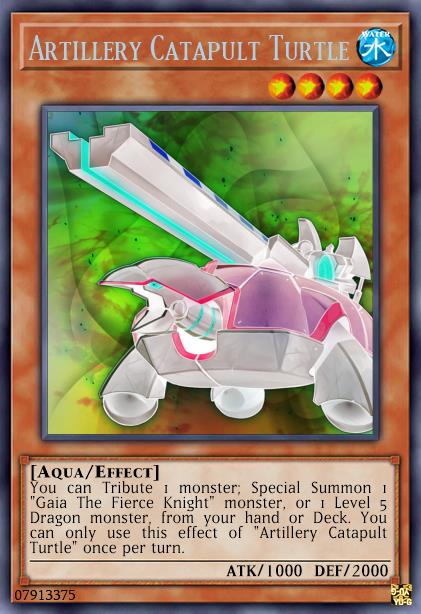 ARTILLERY CATAPULT TURTLE
WATER
水
[AQUA/EFFECT]
You can Tribute 1 monster; Special Summon 1
"Gaia The Fierce Knight" monster, or 1 Level 5
Dragon monster, from your hand or Deck. You
can only use this effect of "Artillery Catapult
Turtle" once per turn.
ATK/1000 DEF/2000
07913375